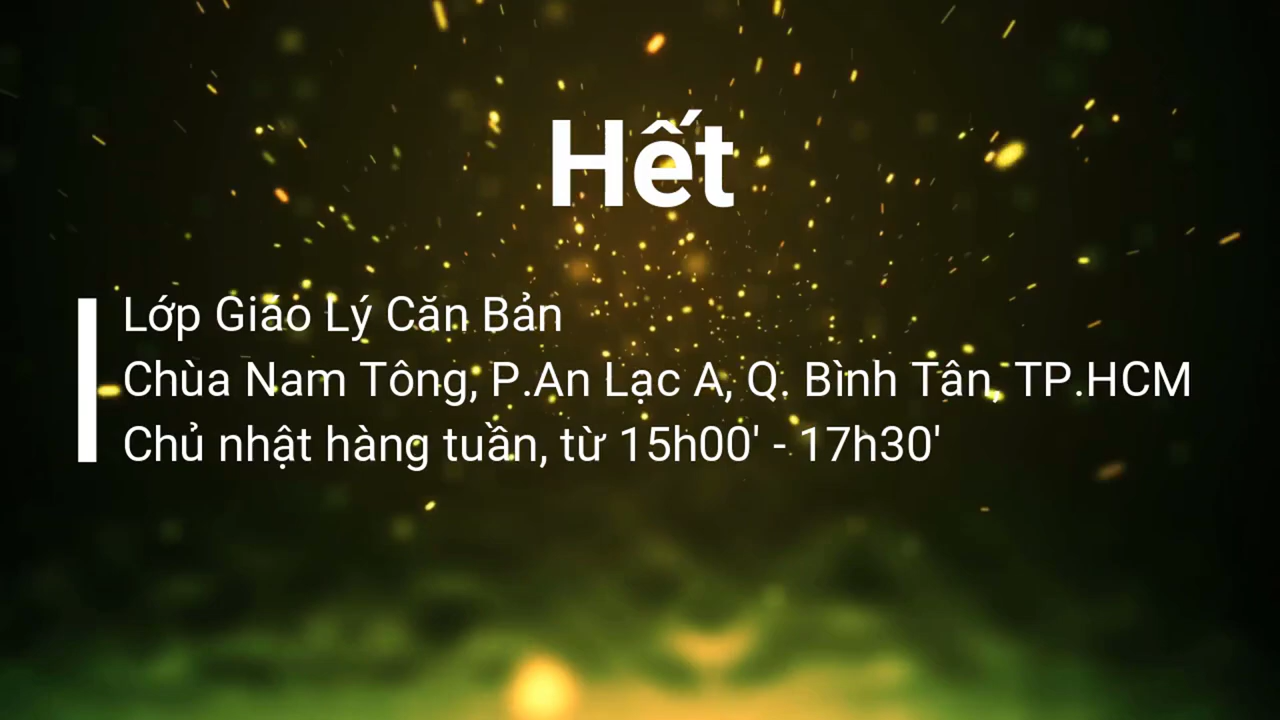 Hết
Lớp Giáo Lý Căn Bản
Chùa Nam Tông, P.An Lạc A, Q. Bình Tân, TP.HCM
Chủ nhật hàng tuần, từ 15h00' - 17h30'